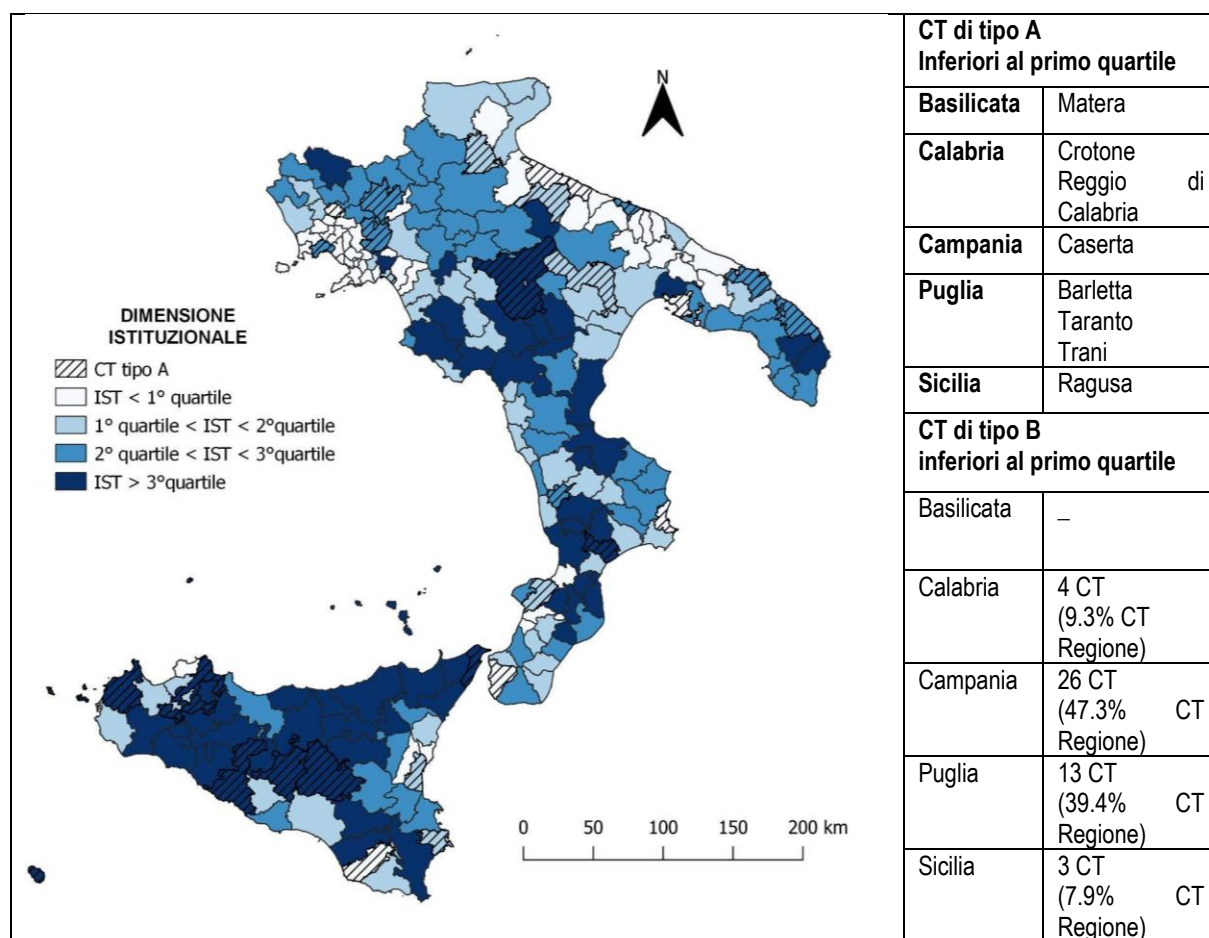 N
DIMENSIONE
ISTITUZIONALE
CT tipo A
IST < 1° quartile
1° quartile < IST < 2°quartile
2° quartile < IST < 3°quartile
IST > 3°quartile
0 50 100 150 200 km
CT di tipo A
Inferiori al primo quartile
Basilicata Matera
Calabria Crotone
Reggio di
Calabria
Campania Caserta
Puglia Barletta
Taranto
Trani
Sicilia Ragusa
CT di tipo B
inferiori al primo quartile
Basilicata _
Calabria 4 CT
(9.3% CT
Regione)
Campania 26 CT
(47.3% CT
Regione)
Puglia 13 CT
(39.4% CT
Regione)
Sicilia 3 CT
(7.9% CT
Regione)